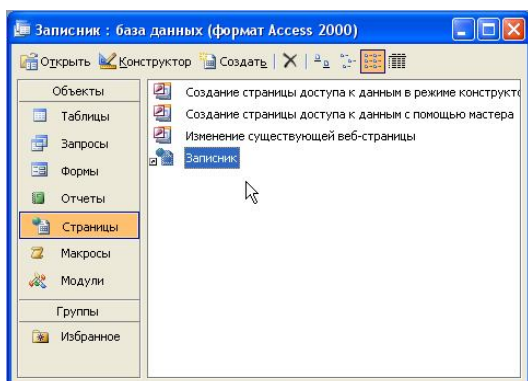 Записник : база данных (формат Access 2000)
Открыть Конструктор Создать
Объекты
Таблицы
Запросы
Формы
Отчеты
Страницы
Макросы
Модули
Группы
Избранное
Создание страницы доступа к данным в режиме конструкто
Создание страницы доступа к данным с помощью мастера
Изменение существующей веб-страницы
Записник